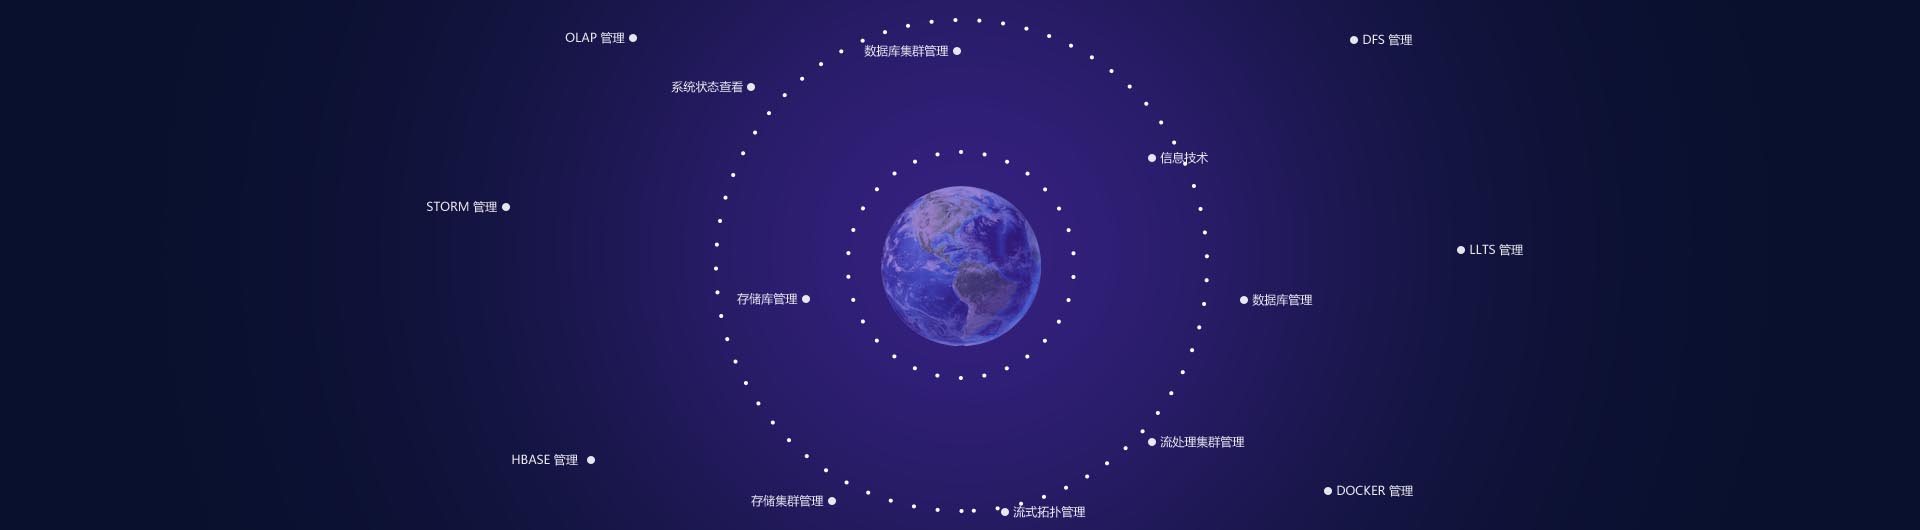 OLAP 管理
DFS 管理
数据库集群管理
系统状态查看
信息技术
STORM 管理
LLTS 管理
存储库管理
数据库管理
流处理集群管理
HBASE 管理
DOCKER 管理
存储集群管理
流式拓扑管理